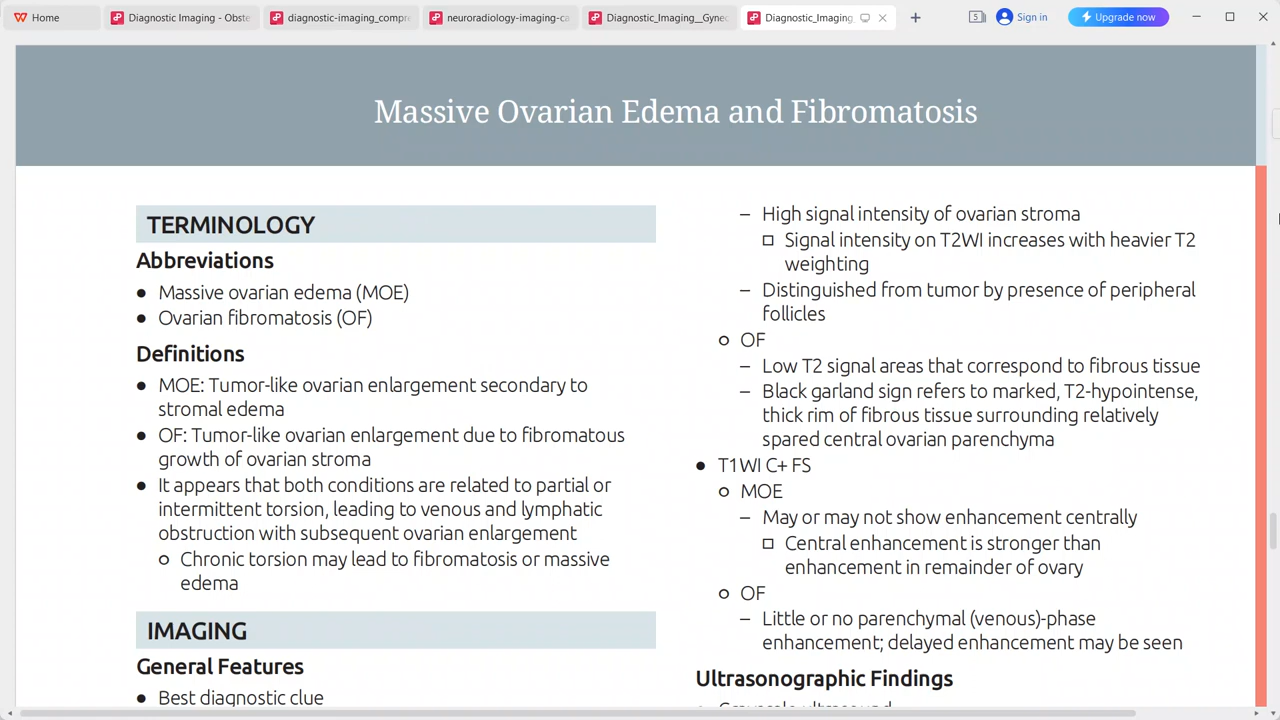 Home
Diagnostic Imaging - Obste
diagnostic-imaging_compre
neuroradiology-imaging-ca
Diagnostic_Imaging__Gynec
Diagnostic_Imaging_
5
Sign in
Upgrade now
Massive Ovarian Edema and Fibromatosis
TERMINOLOGY
Abbreviations
● Massive ovarian edema (MOE)
● Ovarian fibromatosis (OF)
Definitions
● MOE: Tumor-like ovarian enlargement secondary to
stromal edema
● OF: Tumor-like ovarian enlargement due to fibromatous
growth of ovarian stroma
● It appears that both conditions are related to partial or
intermittent torsion, leading to venous and lymphatic
obstruction with subsequent ovarian enlargement
○ Chronic torsion may lead to fibromatosis or massive
edema
IMAGING
General Features
● Best diagnostic clue
– High signal intensity of ovarian stroma
□ Signal intensity on T2WI increases with heavier T2
weighting
– Distinguished from tumor by presence of peripheral
follicles
○ OF
– Low T2 signal areas that correspond to fibrous tissue
– Black garland sign refers to marked, T2-hypointense,
thick rim of fibrous tissue surrounding relatively
spared central ovarian parenchyma
● T1WI C+ FS
○ MOE
– May or may not show enhancement centrally
□ Central enhancement is stronger than
enhancement in remainder of ovary
○ OF
– Little or no parenchymal (venous)-phase
enhancement; delayed enhancement may be seen
Ultrasonographic Findings